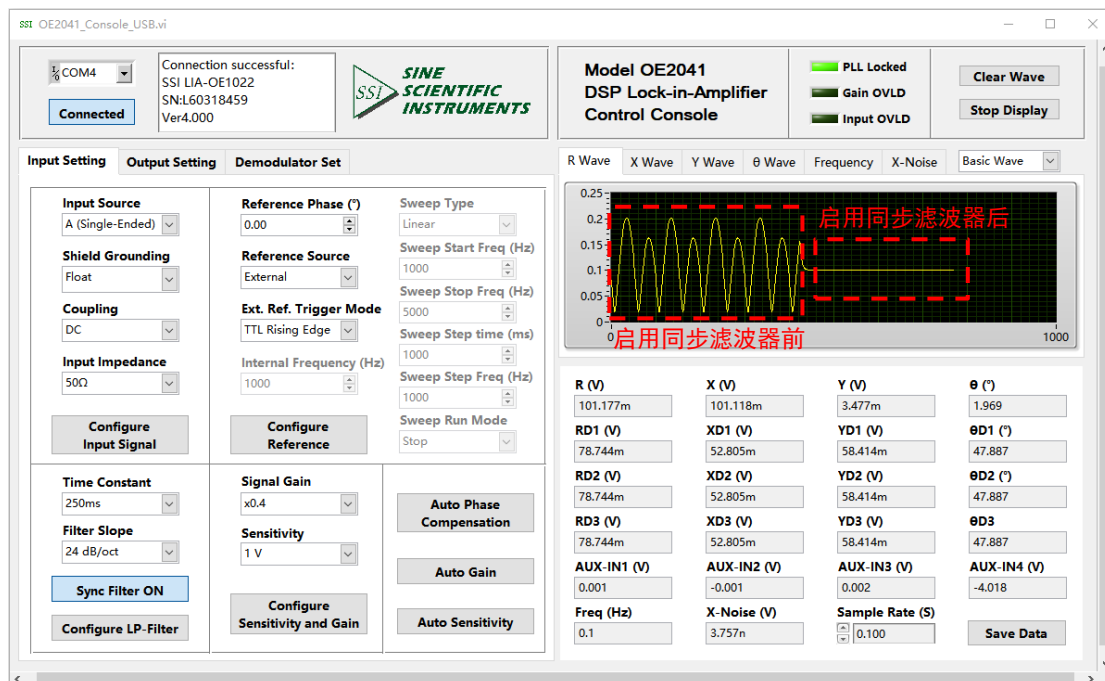 SSI OE2041_Console_USB.vi
COM4
Connected
Connection successful:
SSI LIA-OE1022
SN:L60318459
Ver4.000
SSI
SINE
SCIENTIFIC
INSTRUMENTS
Model OE2041
DSP Lock-in-Amplifier
Control Console
PLL Locked
Gain OVLD
Input OVLD
Clear Wave
Stop Display
Input Setting
Output Setting
Demodulator Set
Input Source
A (Single-Ended)
Shield Grounding
Float
Coupling
DC
Input Impedance
50Ω
Configure
Input Signal
Reference Phase (°)
0.00
Reference Source
External
Ext. Ref. Trigger Mode
TTL Rising Edge
Internal Frequency (Hz)
1000
Configure
Reference
Sweep Type
Linear
Sweep Start Freq (Hz)
1000
Sweep Stop Freq (Hz)
5000
Sweep Step time (ms)
1000
Sweep Step Freq (Hz)
1000
Sweep Run Mode
Stop
Time Constant
250ms
Filter Slope
24 dB/oct
Sync Filter ON
Configure LP-Filter
Signal Gain
x0.4
Sensitivity
1 V
Configure
Sensitivity and Gain
Auto Phase
Compensation
Auto Gain
Auto Sensitivity
R Wave X Wave Y Wave θ Wave Frequency X-Noise Basic Wave
0.25
0.2
0.15
0.1
0.05
0
0 1000
启用同步滤波器后
启用同步滤波器前
R (V) X (V) Y (V) θ (°)
101.177m 101.118m 3.477m 1.969
RD1 (V) XD1 (V) YD1 (V) θD1 (°)
78.744m 52.805m 58.414m 47.887
RD2 (V) XD2 (V) YD2 (V) θD2 (°)
78.744m 52.805m 58.414m 47.887
RD3 (V) XD3 (V) YD3 (V) θD3
78.744m 52.805m 58.414m 47.887
AUX-IN1 (V) AUX-IN2 (V) AUX-IN3 (V) AUX-IN4 (V)
0.001 -0.001 0.002 -4.018
Freq (Hz) X-Noise (V) Sample Rate (S)
0.1 3.757n 0.100 Save Data